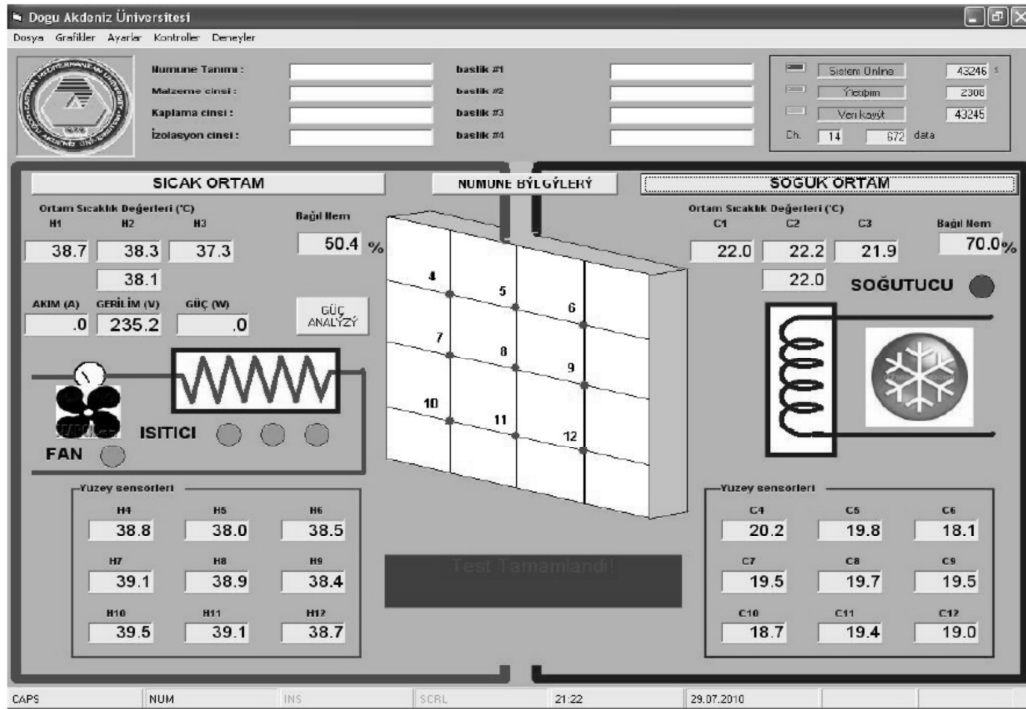 Dogu Akdeniz Üniversitesi
Dosya Grafikler Ayarlar Kontroller Deneyler
Numune Tanımı :
Malzeme cinsi :
Kaplama cinsi :
İzolasyon cinsi :
baslik #1
baslik #2
baslik #3
baslik #4
Sistem Online 43246 s
2308
Veri kayýt 43245
Ch. 14 672 data
SICAK ORTAM
NUMUNE BÝLGÝLERÝ
SOGUK ORTAM
Ortam Sıcaklık Değerleri (°C)
H1 H2 H3
38.7 38.3 37.3
38.1
Bağıl Nem
50.4 %
AKIM (A) GERİLİM (V) GÜÇ (W)
.0 235.2 .0
GÜÇ
ANALÝZÝ
ISITICI
FAN
Yüzey sensörleri
H4 H5 H6
38.8 38.0 38.5
H7 H8 H9
39.1 38.9 38.4
H10 H11 H12
39.5 39.1 38.7
4 5 6
7 8 9
10 11 12
Test Tamamlandi!
Ortam Sıcaklık Değerleri (°C)
C1 C2 C3
22.0 22.2 21.9
22.0
Bağıl Nem
70.0 %
SOĞUTUCU
Yüzey sensörleri
C4 C5 C6
20.2 19.8 18.1
C7 C8 C9
19.5 19.7 19.5
C10 C11 C12
18.7 19.4 19.0
CAPS NUM INS SCRL 21:22 29.07.2010